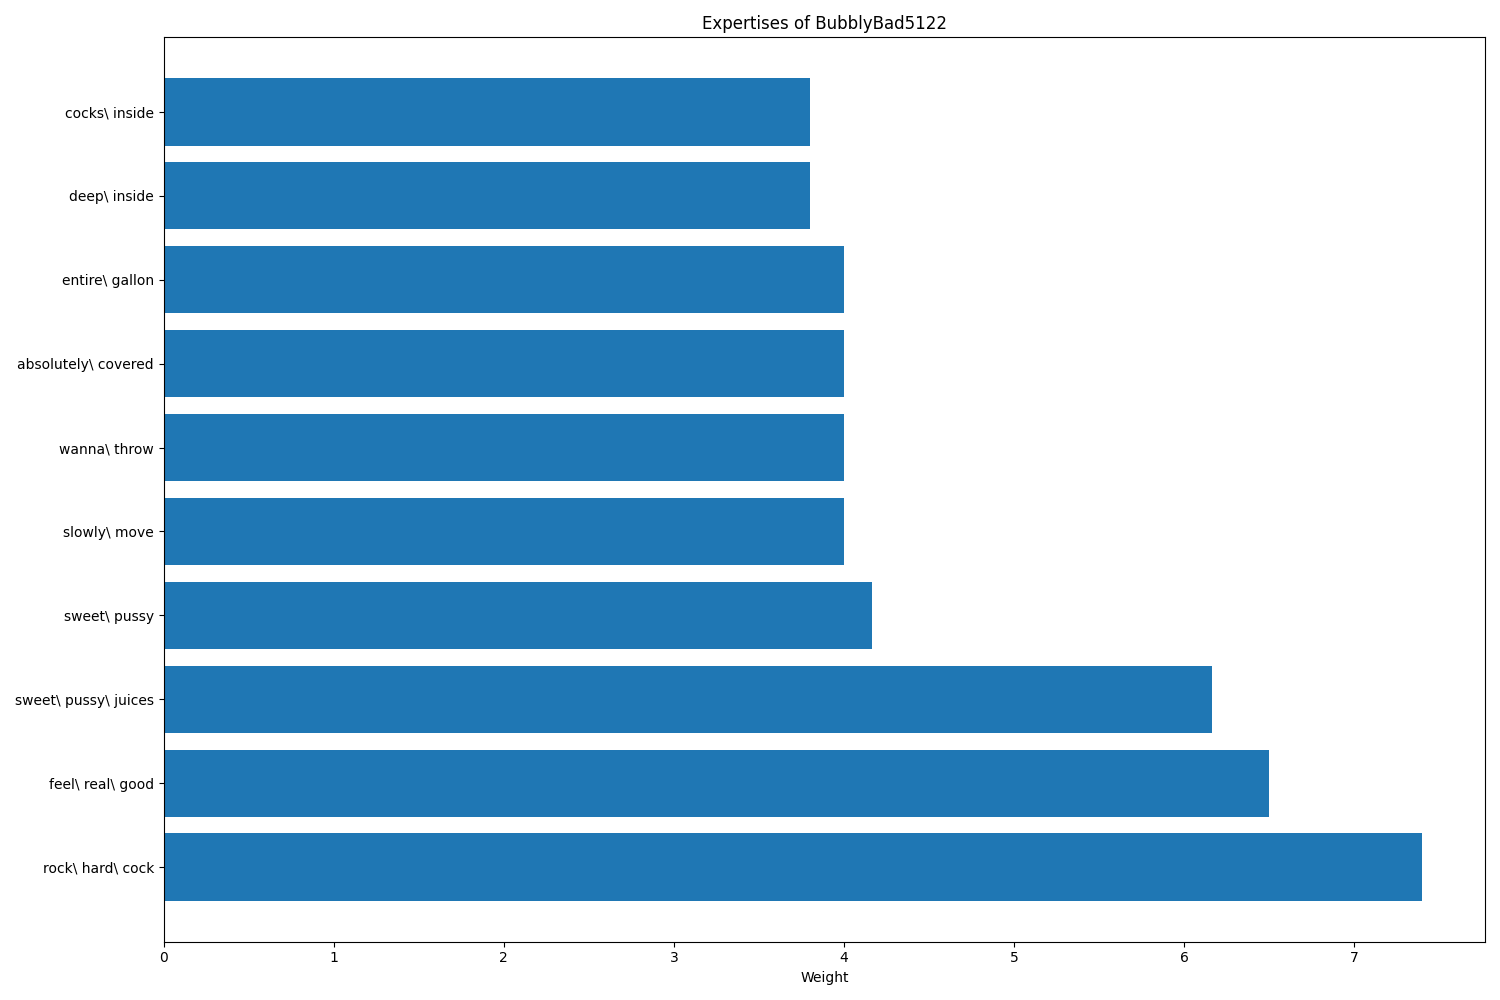 Expertises of BubblyBad5122
cocks\ inside
deep\ inside
entire\ gallon
absolutely\ covered
wanna\ throw
slowly\ move
sweet\ pussy
sweet\ pussy\ juices
feel\ real\ good
rock\ hard\ cock
0 1 2 3 4 5 6 7
Weight